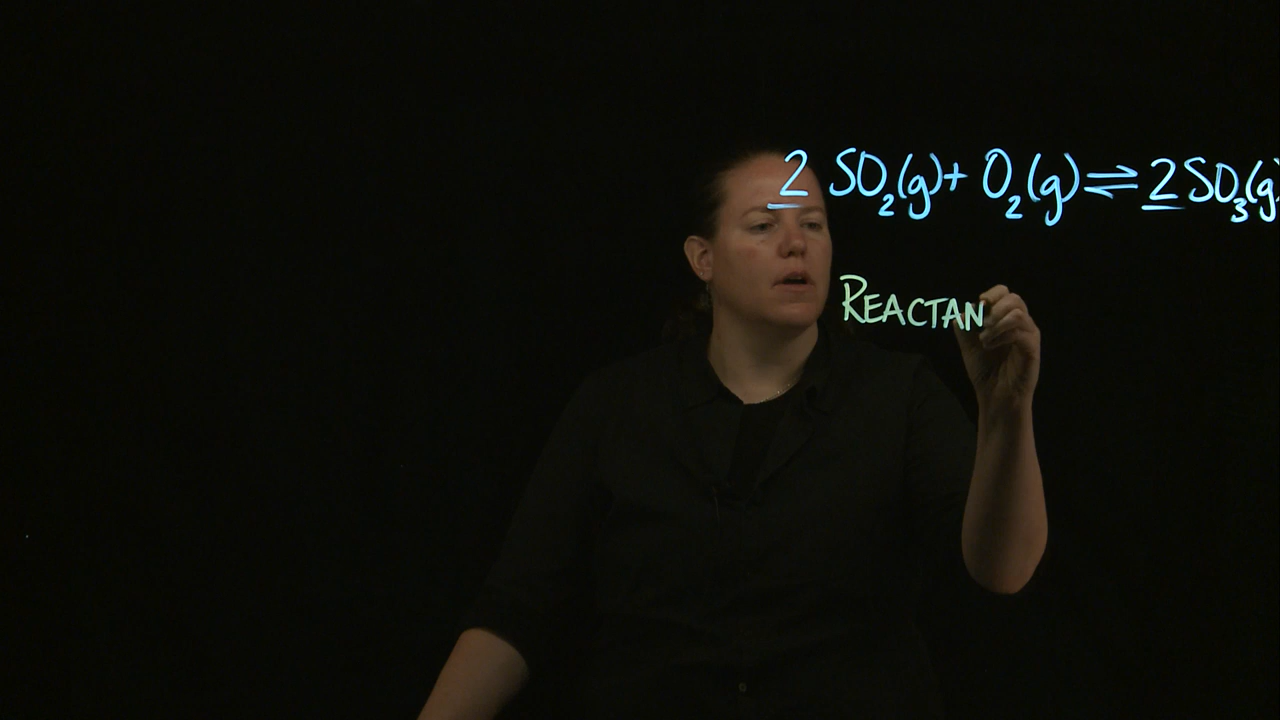 2 SO₂(g) + O₂(g) ⇌ 2 SO₃(g)
REACTAN